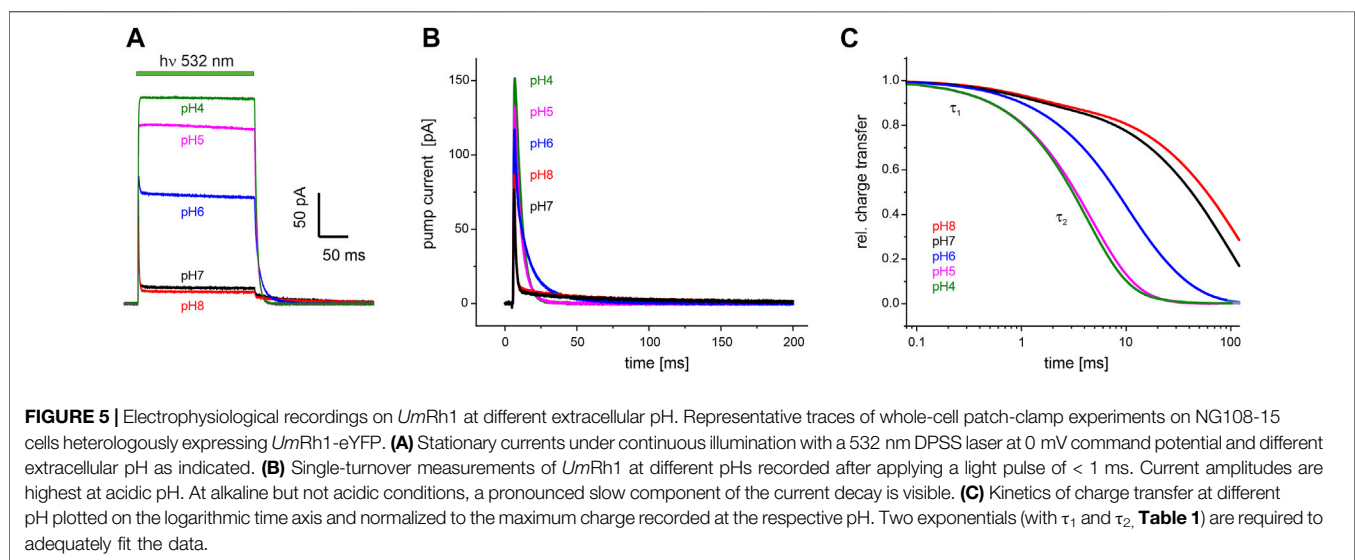 A
hν 532 nm
pH4
pH5
pH6
pH7
pH8
50 pA
50 ms
B
pump current [pA]
150
100
50
0
pH4
pH5
pH6
pH8
pH7
0 50 100 150 200
time [ms]
C
rel. charge transfer
1.0
0.8
0.6
0.4
0.2
0.0
τ1
τ2
pH8
pH7
pH6
pH5
pH4
0.1 1 10 100
time [ms]
FIGURE 5 | Electrophysiological recordings on UmRh1 at different extracellular pH. Representative traces of whole-cell patch-clamp experiments on NG108-15
cells heterologously expressing UmRh1-eYFP. (A) Stationary currents under continuous illumination with a 532 nm DPSS laser at 0 mV command potential and different
extracellular pH as indicated. (B) Single-turnover measurements of UmRh1 at different pHs recorded after applying a light pulse of < 1 ms. Current amplitudes are
highest at acidic pH. At alkaline but not acidic conditions, a pronounced slow component of the current decay is visible. (C) Kinetics of charge transfer at different
pH plotted on the logarithmic time axis and normalized to the maximum charge recorded at the respective pH. Two exponentials (with τ1 and τ2, Table 1) are required to
adequately fit the data.